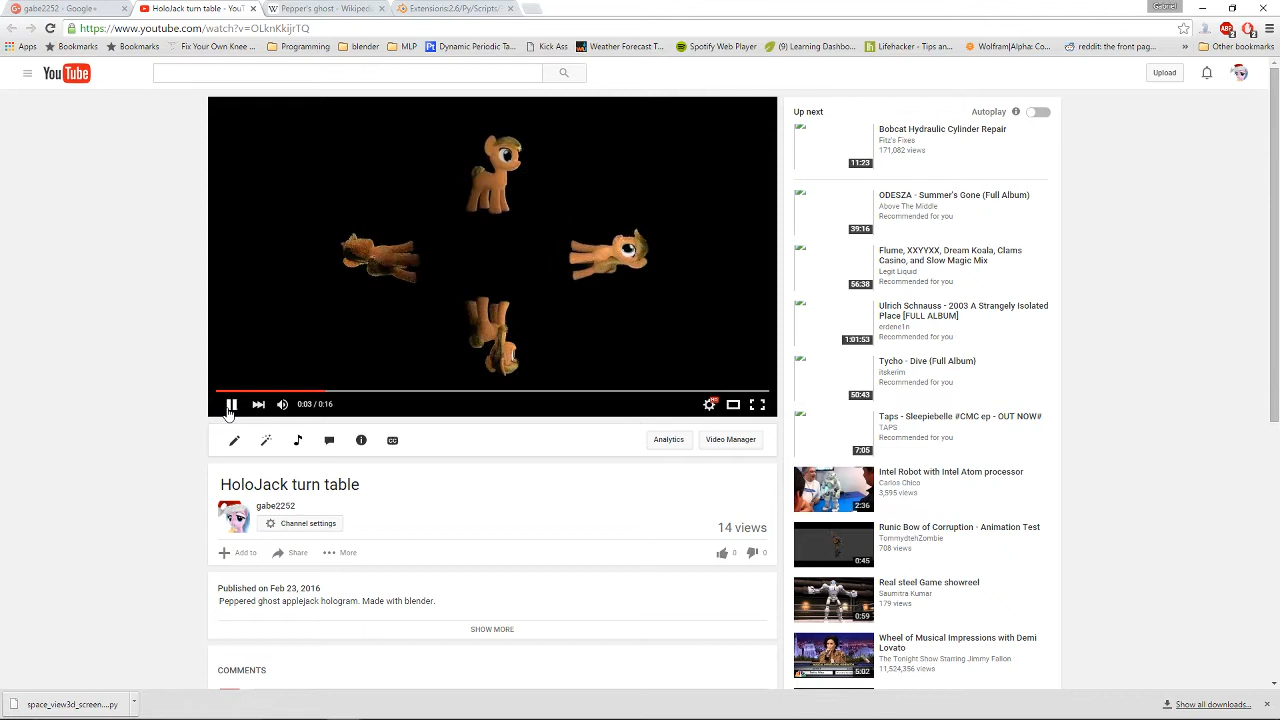 gabe2252 - Google+
HoloJack turn table - YouT
Pepper's ghost - Wikiped
Extensions2.6/Py/Scripts/
Gabriel
https://www.youtube.com/watch?v=OLknKkijrTQ
Apps
Bookmarks
Bookmarks
Fix Your Own Knee
Programing
blender
MLP
Dynamic Periodic Ta
Kick Ass
Weather Forecast T...
Spotify Web Player
(2) Learning Dashbo...
Lifehacker - Tips an...
Wolfram|Alpha: Co...
reddit: the front pag...
Other bookmarks
YouTube
Upload
Up next
Autoplay
Bobcat Hydraulic Cylinder Repair
Fitz's Fixes
171,082 views
11:23
ODESZA - Summer's Gone (Full Album)
Above The Middle
Recommended for you
39:16
Flume, XXYYXX, Dream Koala, Clams
Casino, and Slow Magic Mix
Legit Liquid
Recommended for you
56:38
Ulrich Schnauss - 2003 A Strangely Isolated
Place [FULL ALBUM]
erdene1n
Recommended for you
1:01:53
Tycho - Dive (Full Album)
itskerim
Recommended for you
50:43
Taps - Sleepiebelle #CMC ep - OUT NOW#
TAPS
Recommended for you
7:05
Intel Robot with Intel Atom processor
Carlos Chico
3,595 views
2:36
Runic Bow of Corruption - Animation Test
TommydtehZombie
708 views
0:45
Real steel Game showreel
Saumitra Kumar
179 views
0:59
Wheel of Musical Impressions with Demi
Lovato
The Tonight Show Starring Jimmy Fallon
11,524,356 views
5:02
0:03 / 0:16
Analytics
Video Manager
HoloJack turn table
gabe2252
Channel settings
14 views
Add to
Share
More
0
0
Published on Feb 23, 2016
Peppered ghost applejack hologram. Made with blender.
SHOW MORE
COMMENTS
space_view3d_screen....py
Show all downloads...